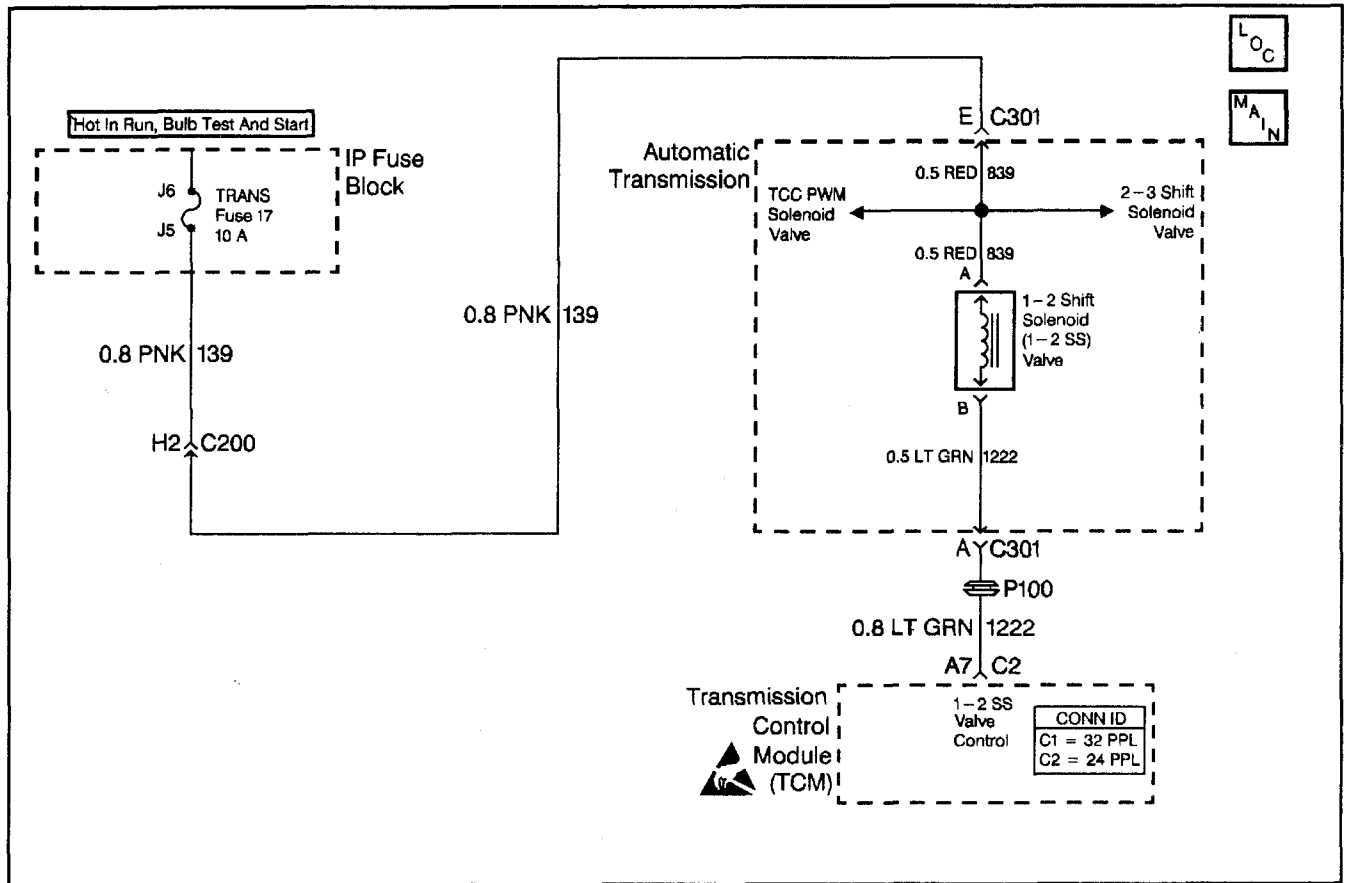 LOC
MAIN
Hot In Run, Bulb Test And Start
IP Fuse
Block
J6
J5
TRANS
Fuse 17
10 A
0.8 PNK 139
H2 C200
0.8 PNK 139
E C301
Automatic
Transmission
0.5 RED 839
TCC PWM
Solenoid
Valve
2-3 Shift
Solenoid
Valve
0.5 RED 839
A
1-2 Shift
Solenoid
(1-2 SS)
Valve
B
0.5 LT GRN 1222
A C301
P100
0.8 LT GRN 1222
A7 C2
Transmission
Control
Module
(TCM)
1-2 SS
Valve
Control
CONN ID
C1 = 32 PPL
C2 = 24 PPL